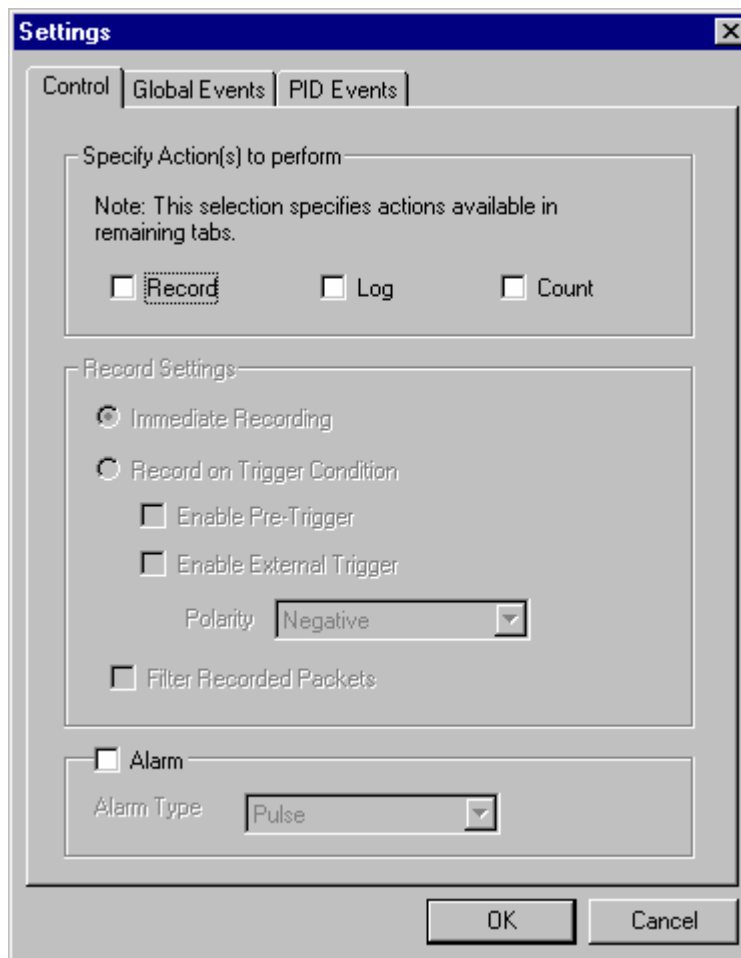 Settings
Control Global Events PID Events
Specify Action(s) to perform
Note: This selection specifies actions available in
remaining tabs.
Record Log Count
Record Settings
Immediate Recording
Record on Trigger Condition
Enable Pre-Trigger
Enable External Trigger
Polarity Negative
Filter Recorded Packets
Alarm
Alarm Type Pulse
OK Cancel